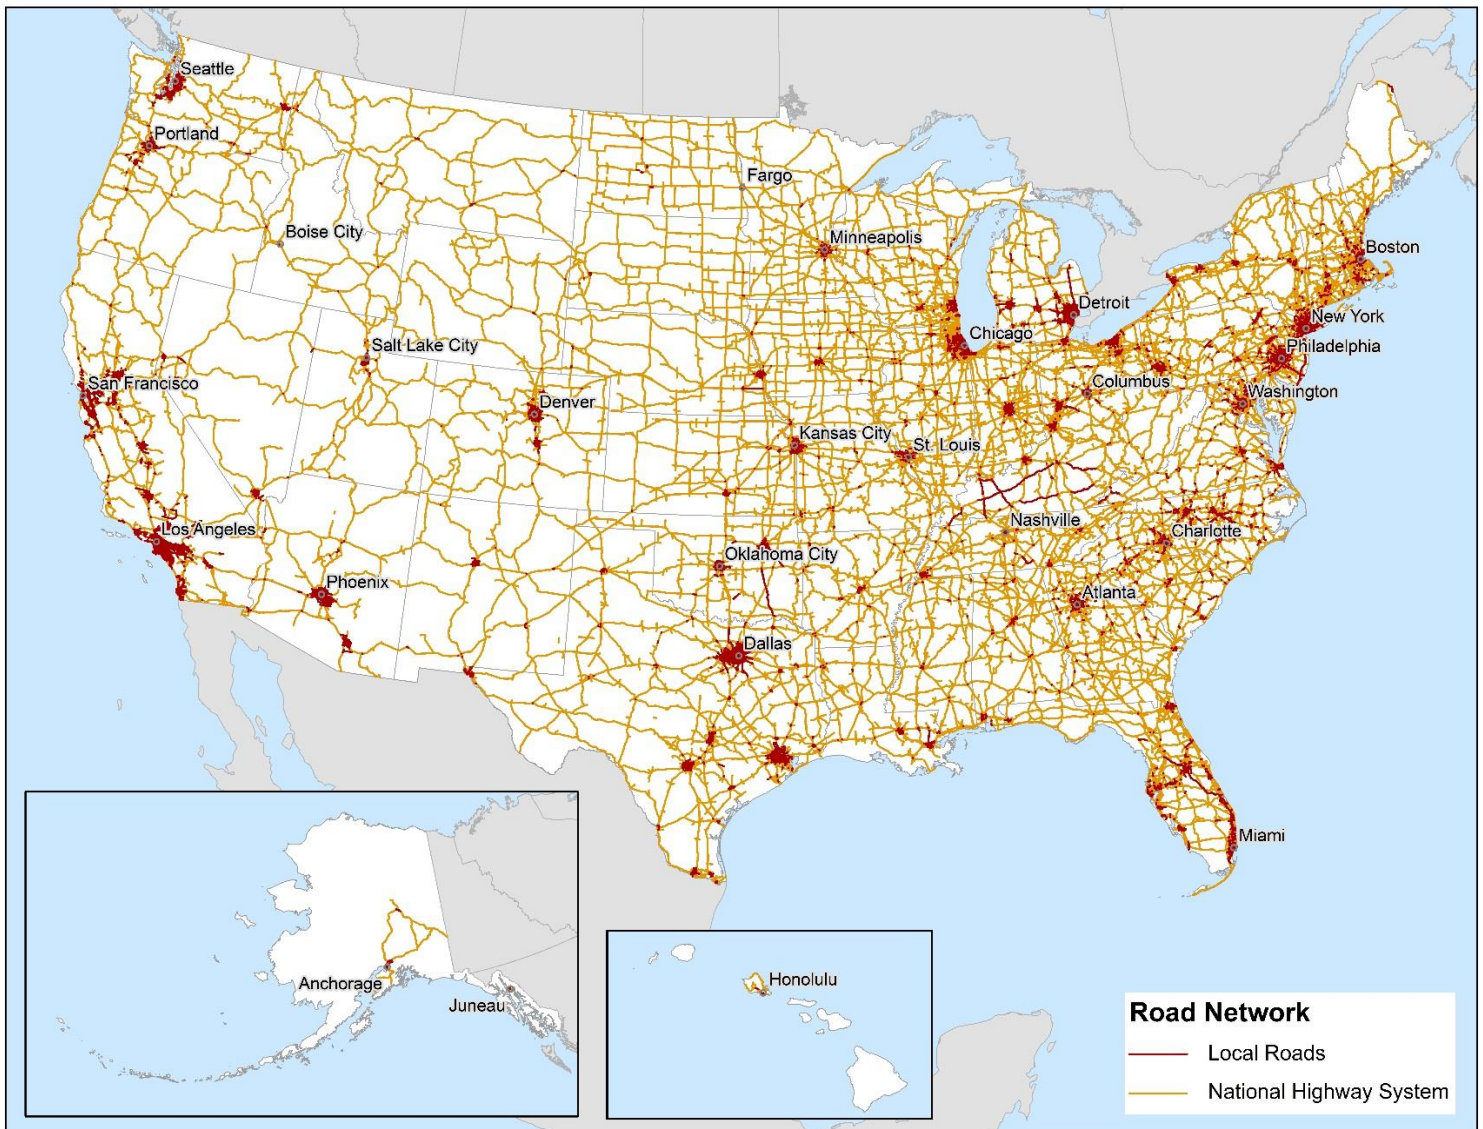 Seattle
Portland
Fargo
Boise City
Minneapolis
Boston
Detroit
New York
Chicago
Salt Lake City
Philadelphia
San Francisco
Columbus
Washington
Denver
Kansas City
St. Louis
Nashville
Charlotte
Los Angeles
Oklahoma City
Phoenix
Atlanta
Dallas
Miami
Anchorage
Juneau
Honolulu
Road Network
Local Roads
National Highway System